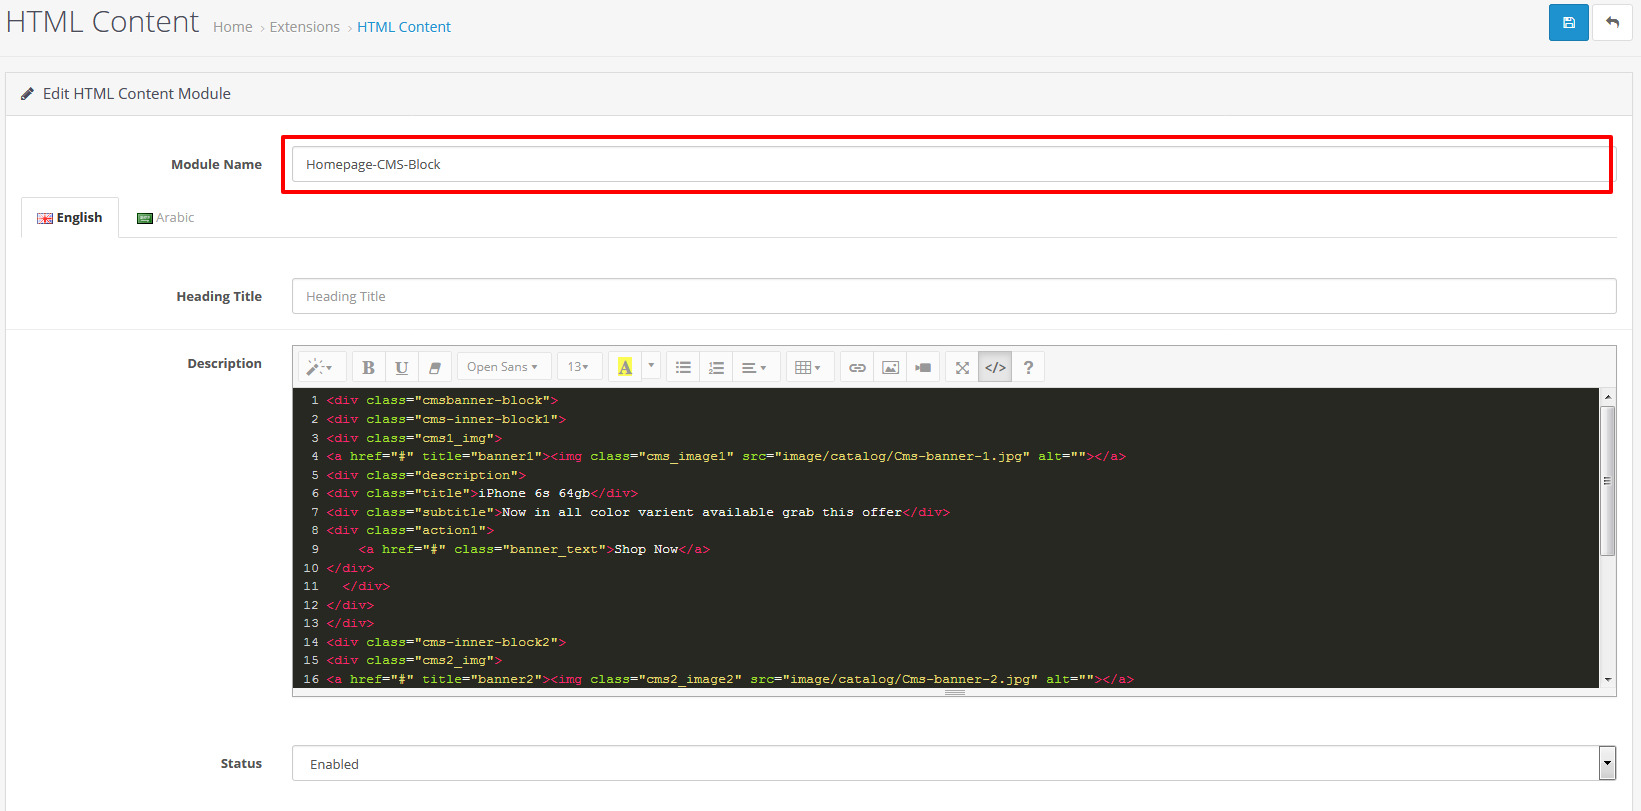 HTML Content Home › Extensions › HTML Content
Edit HTML Content Module
Module Name Homepage-CMS-Block
English Arabic
Heading Title Heading Title
Description
B U Open Sans 13 A </> ?
1 <div class="cmsbanner-block">
2 <div class="cms-inner-block1">
3 <div class="cms1_img">
4 <a href="#" title="banner1"><img class="cms_image1" src="image/catalog/Cms-banner-1.jpg" alt=""></a>
5 <div class="description">
6 <div class="title">iPhone 6s 64gb</div>
7 <div class="subtitle">Now in all color varient available grab this offer</div>
8 <div class="action1">
9     <a href="#" class="banner_text">Shop Now</a>
10 </div>
11   </div>
12 </div>
13 </div>
14 <div class="cms-inner-block2">
15 <div class="cms2_img">
16 <a href="#" title="banner2"><img class="cms2_image2" src="image/catalog/Cms-banner-2.jpg" alt=""></a>
Status Enabled